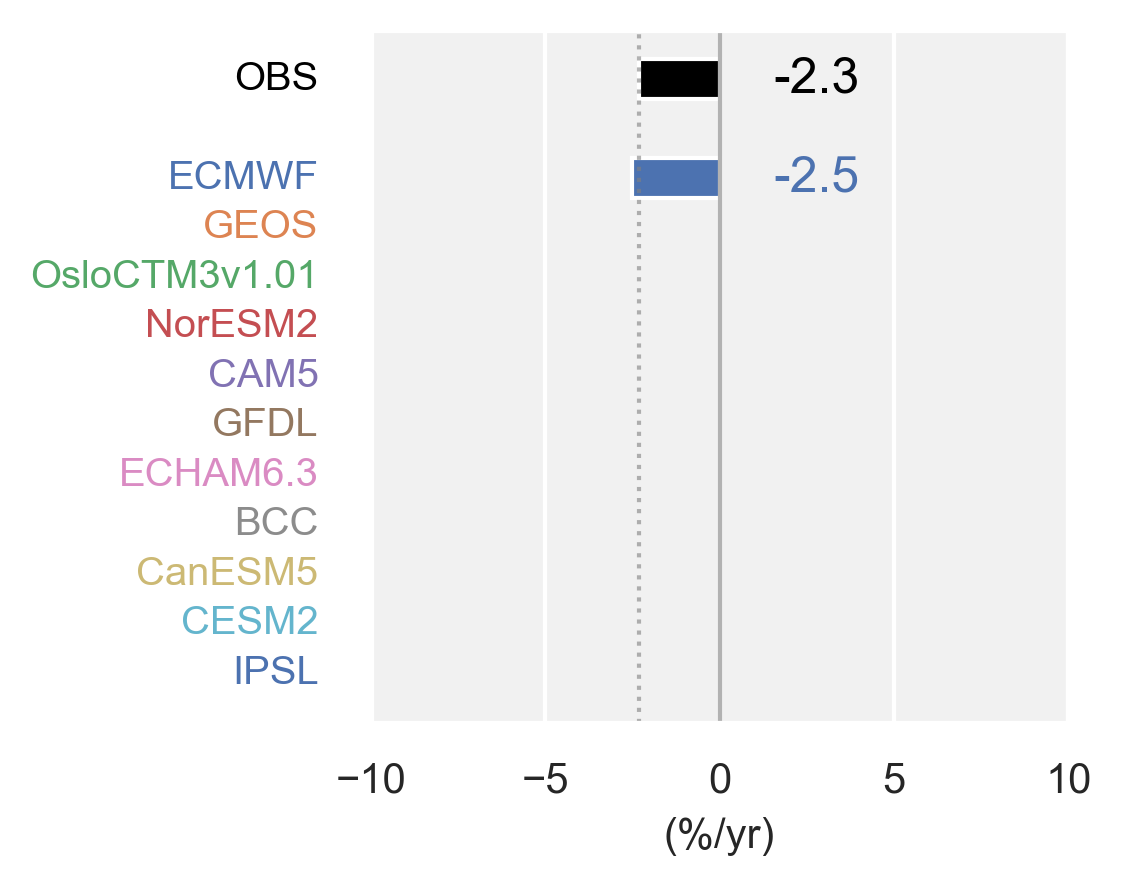 OBS -2.3
ECMWF -2.5
GEOS
OsloCTM3v1.01
NorESM2
CAM5
GFDL
ECHAM6.3
BCC
CanESM5
CESM2
IPSL
−10 −5 0 5 10
(%/yr)